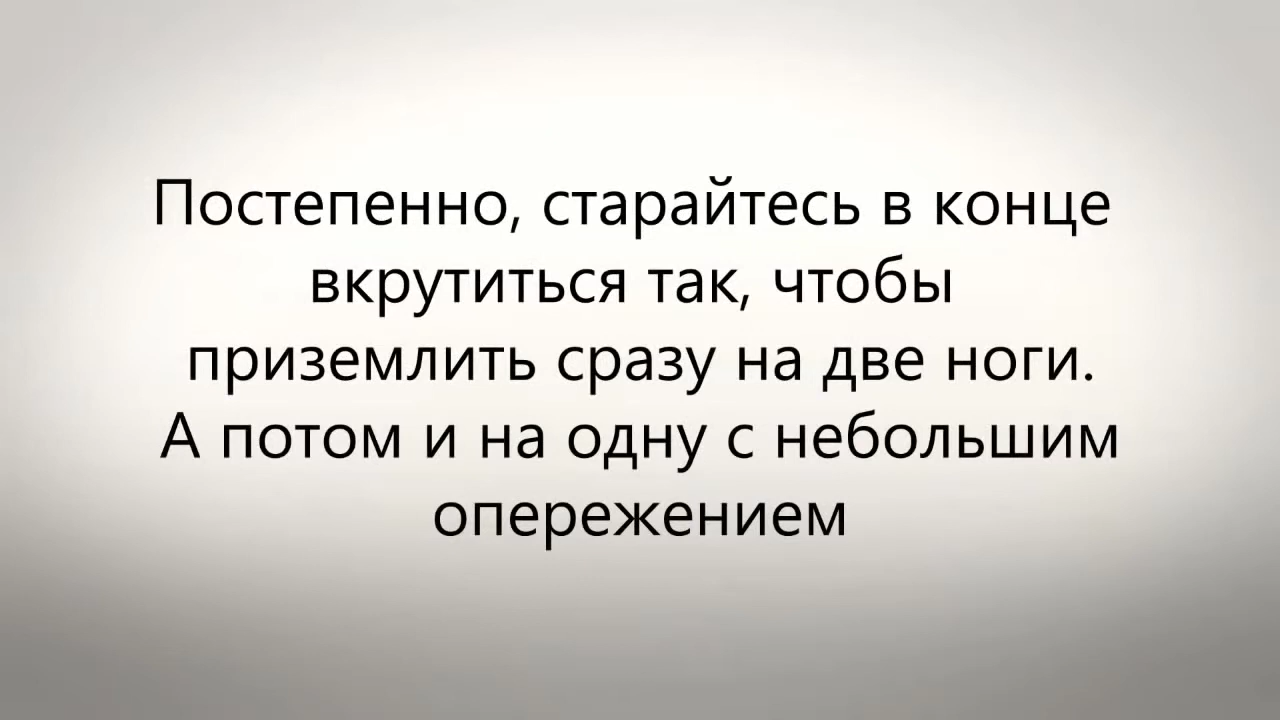 Постепенно, старайтесь в конце
вкрутиться так, чтобы
приземлить сразу на две ноги.
А потом и на одну с небольшим
опережением